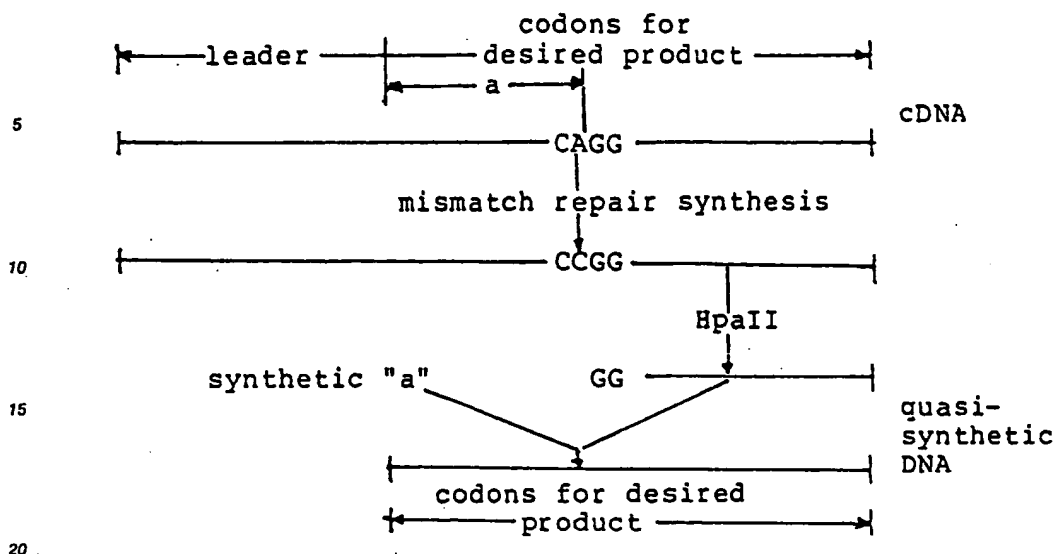 codons for
leader desired product
a
5 cDNA
CAGG
mismatch repair synthesis
10 CCGG
HpaII
synthetic "a" GG
15 quasi-
synthetic
DNA
codons for desired
product
20